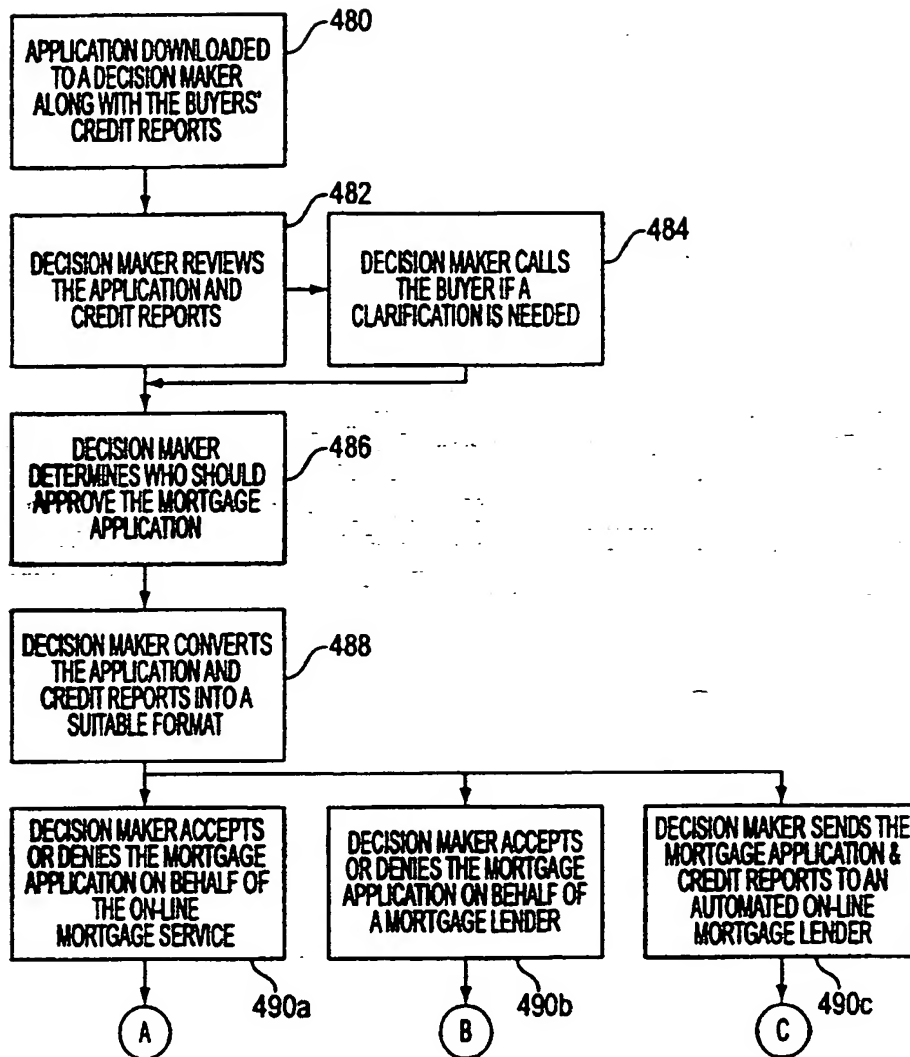 APPLICATION DOWNLOADED
TO A DECISION MAKER
ALONG WITH THE BUYERS'
CREDIT REPORTS
480
DECISION MAKER REVIEWS
THE APPLICATION AND
CREDIT REPORTS
482
DECISION MAKER CALLS
THE BUYER IF A
CLARIFICATION IS NEEDED
484
DECISION MAKER
DETERMINES WHO SHOULD
APPROVE THE MORTGAGE
APPLICATION
486
DECISION MAKER CONVERTS
THE APPLICATION AND
CREDIT REPORTS INTO A
SUITABLE FORMAT
488
DECISION MAKER ACCEPTS
OR DENIES THE MORTGAGE
APPLICATION ON BEHALF OF
THE ON-LINE
MORTGAGE SERVICE
490a
DECISION MAKER ACCEPTS
OR DENIES THE MORTGAGE
APPLICATION ON BEHALF OF
A MORTGAGE LENDER
490b
DECISION MAKER SENDS THE
MORTGAGE APPLICATION &
CREDIT REPORTS TO AN
AUTOMATED ON-LINE
MORTGAGE LENDER
490c
A
B
C